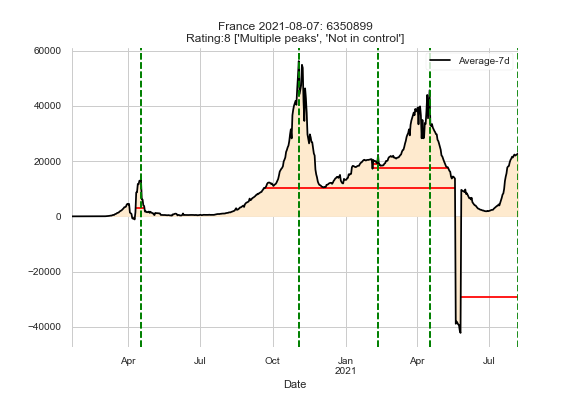 France 2021-08-07: 6350899
Rating:8 ['Multiple peaks', 'Not in control']
Average-7d
60000
40000
20000
0
−20000
−40000
Apr
Jul
Oct
Jan
2021
Apr
Jul
Date